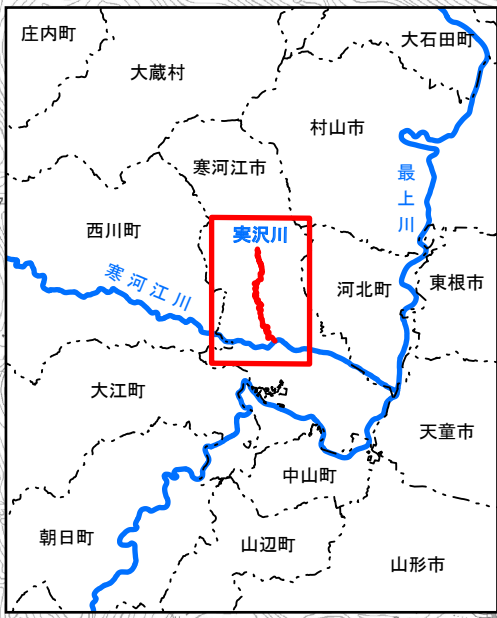 庄内町
大石田町
大蔵村
村山市
寒河江市
最上川
西川町
実沢川
寒河江川
河北町
東根市
大江町
天童市
中山町
朝日町
山辺町
山形市